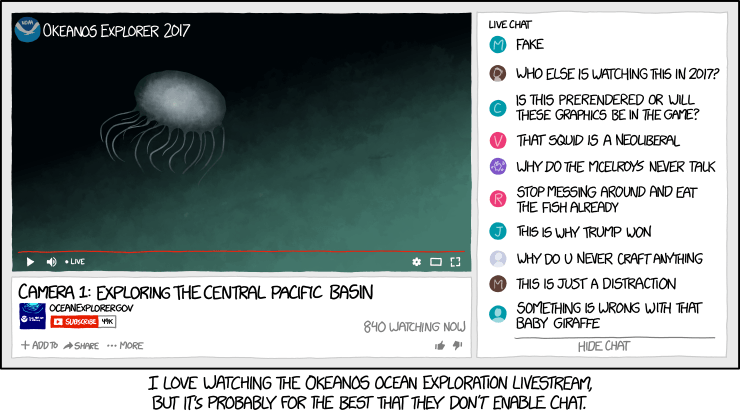 OKEANOS EXPLORER 2017
LIVE
CAMERA 1: EXPLORING THE CENTRAL PACIFIC BASIN
OCEANEXPLORERGOV
SUBSCRIBE 49K
840 WATCHING NOW
+ ADD TO SHARE ••• MORE
LIVE CHAT
M FAKE
WHO ELSE IS WATCHING THIS IN 2017?
C IS THIS PRERENDERED OR WILL
THESE GRAPHICS BE IN THE GAME?
V THAT SQUID IS A NEOLIBERAL
WHY DO THE MCELROYS NEVER TALK
R STOP MESSING AROUND AND EAT
THE FISH ALREADY
J THIS IS WHY TRUMP WON
WHY DO U NEVER CRAFT ANYTHING
M THIS IS JUST A DISTRACTION
SOMETHING IS WRONG WITH THAT
BABY GIRAFFE
HIDE CHAT
I LOVE WATCHING THE OKEANOS OCEAN EXPLORATION LIVESTREAM,
BUT IT'S PROBABLY FOR THE BEST THAT THEY DON'T ENABLE CHAT.